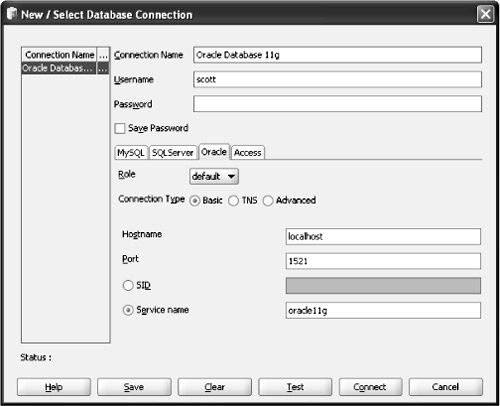 New / Select Database Connection
Connection Name ...
Oracle Databas... ...
Connection Name Oracle Database 11g
Username scott
Password
Save Password
MySQL SQLServer Oracle Access
Role default
Connection Type Basic TNS Advanced
Hostname localhost
Port 1521
SID
Service name oracle11g
Status :
Help Save Clear Test Connect Cancel